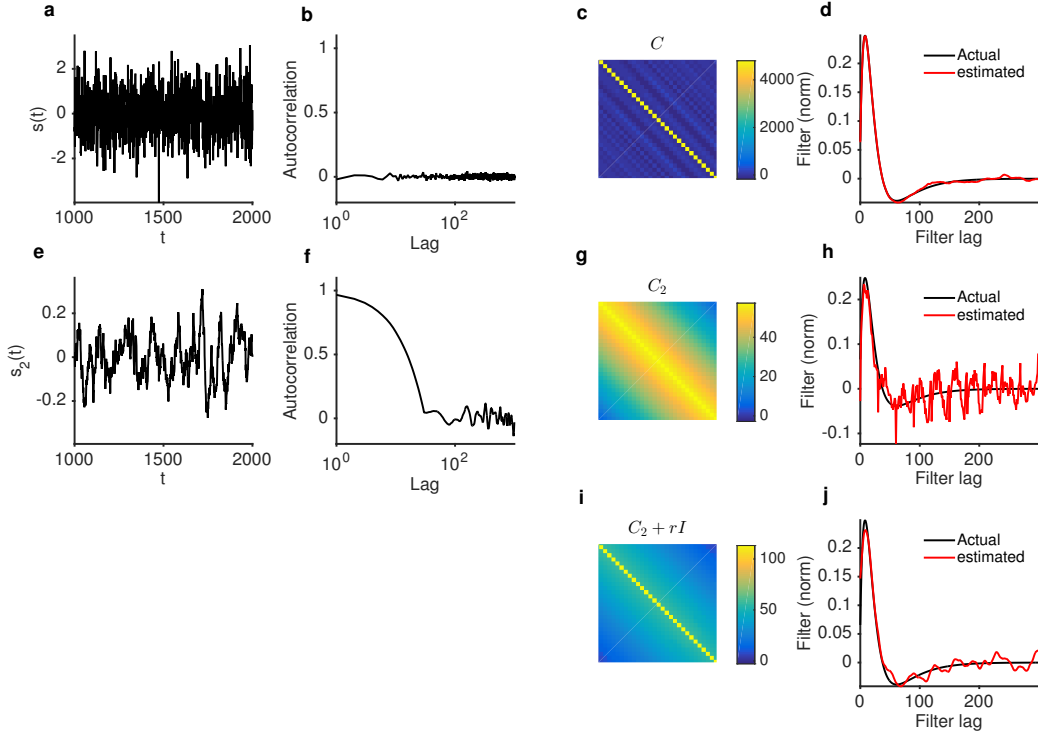 a
2
0
-2
s(t)
1000
1500
2000
t
b
1
0.5
0
Autocorrelation
10^0
10^2
Lag
c
C
4000
2000
0
d
0.2
0.15
0.1
0.05
0
Filter (norm)
Actual
estimated
0
100
200
Filter lag
e
0.2
0
-0.2
s_2(t)
1000
1500
2000
t
f
1
0.5
0
Autocorrelation
10^0
10^2
Lag
g
C_2
40
20
0
h
0.2
0.1
0
-0.1
Filter (norm)
Actual
estimated
0
100
200
Filter lag
i
C_2 + rI
100
50
0
j
0.2
0.15
0.1
0.05
0
Filter (norm)
Actual
estimated
0
100
200
Filter lag